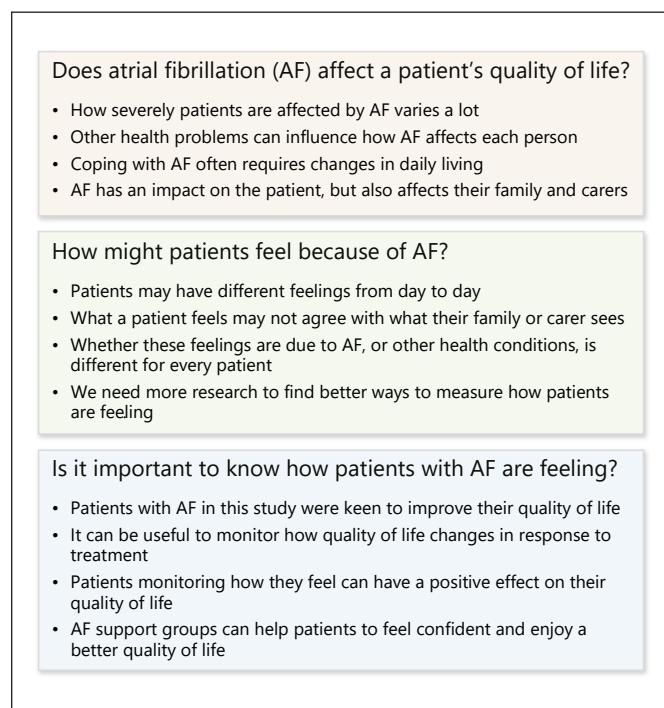 Does atrial fibrillation (AF) affect a patient’s quality of life?
• How severely patients are affected by AF varies a lot
• Other health problems can influence how AF affects each person
• Coping with AF often requires changes in daily living
• AF has an impact on the patient, but also affects their family and carers
How might patients feel because of AF?
• Patients may have different feelings from day to day
• What a patient feels may not agree with what their family or carer sees
• Whether these feelings are due to AF, or other health conditions, is
different for every patient
• We need more research to find better ways to measure how patients
are feeling
Is it important to know how patients with AF are feeling?
• Patients with AF in this study were keen to improve their quality of life
• It can be useful to monitor how quality of life changes in response to
treatment
• Patients monitoring how they feel can have a positive effect on their
quality of life
• AF support groups can help patients to feel confident and enjoy a
better quality of life